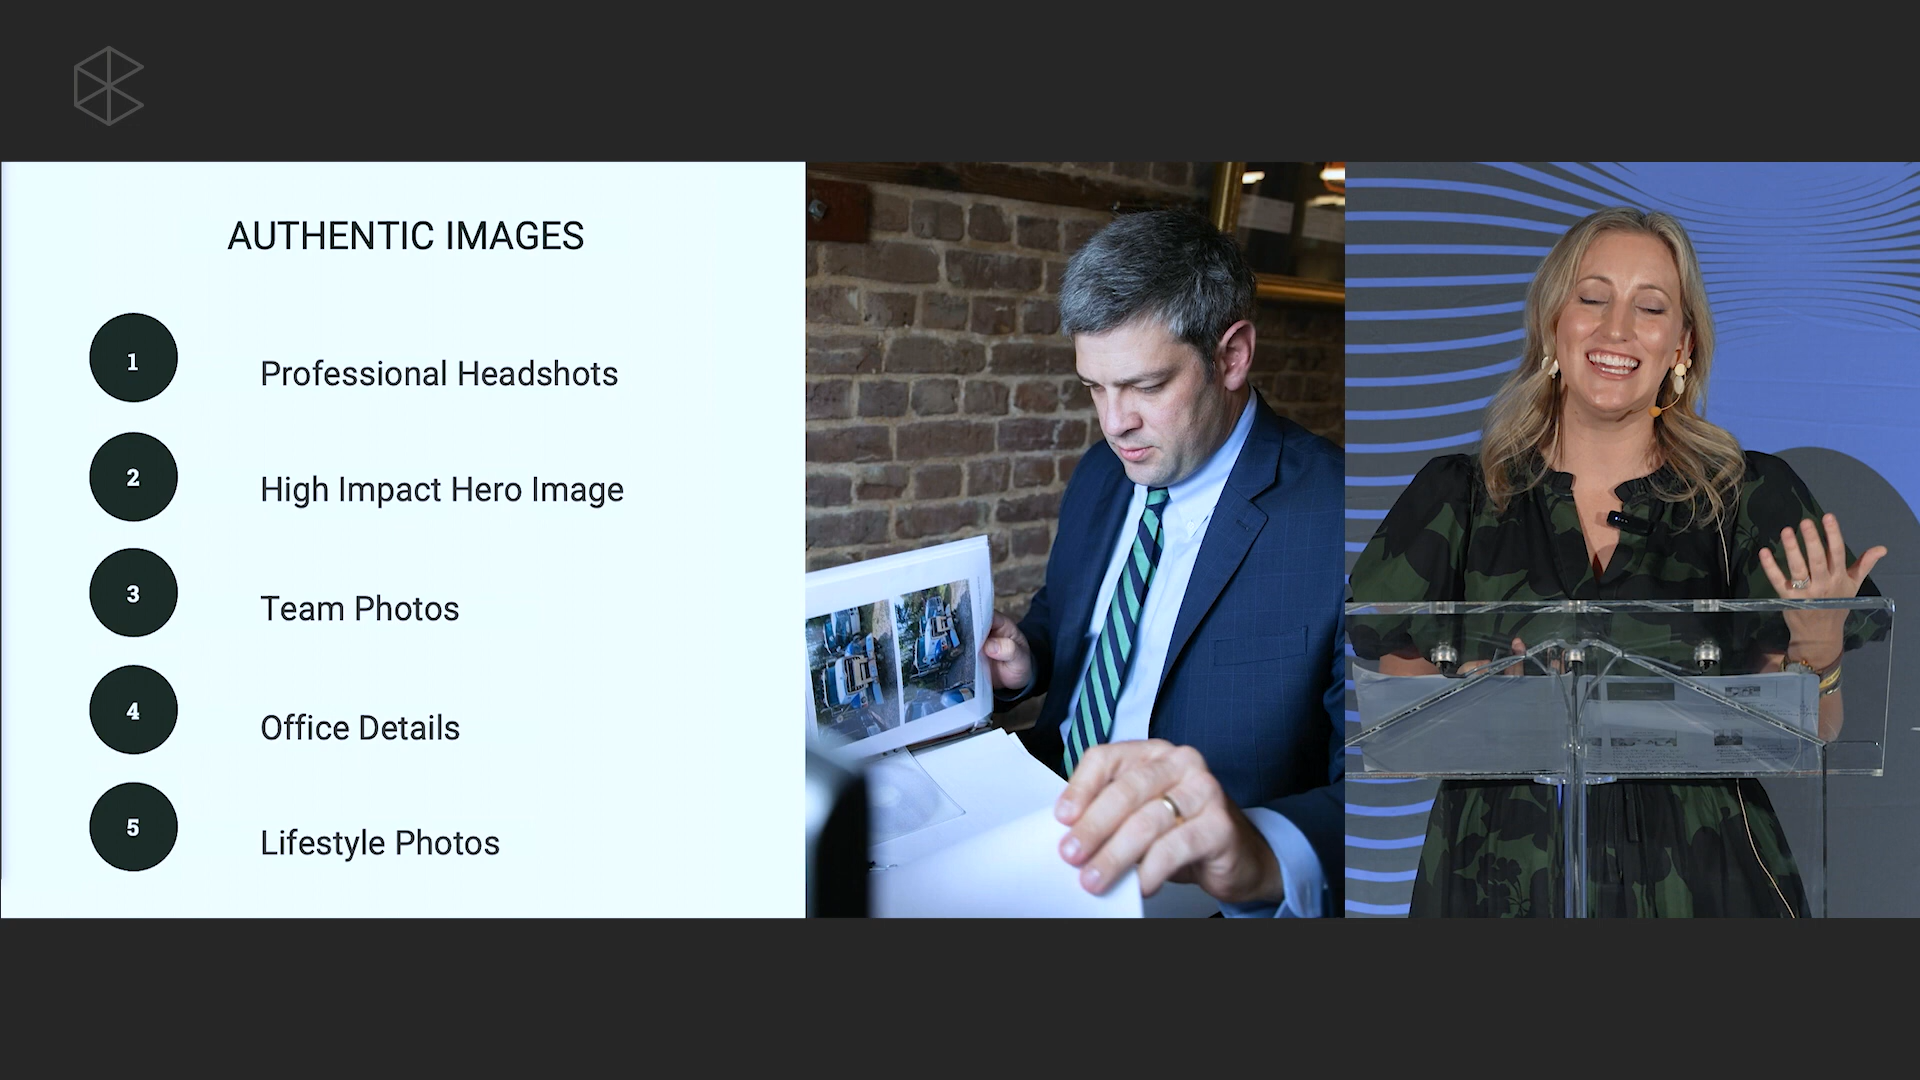 AUTHENTIC IMAGES
1
Professional Headshots
2
High Impact Hero Image
3
Team Photos
4
Office Details
5
Lifestyle Photos